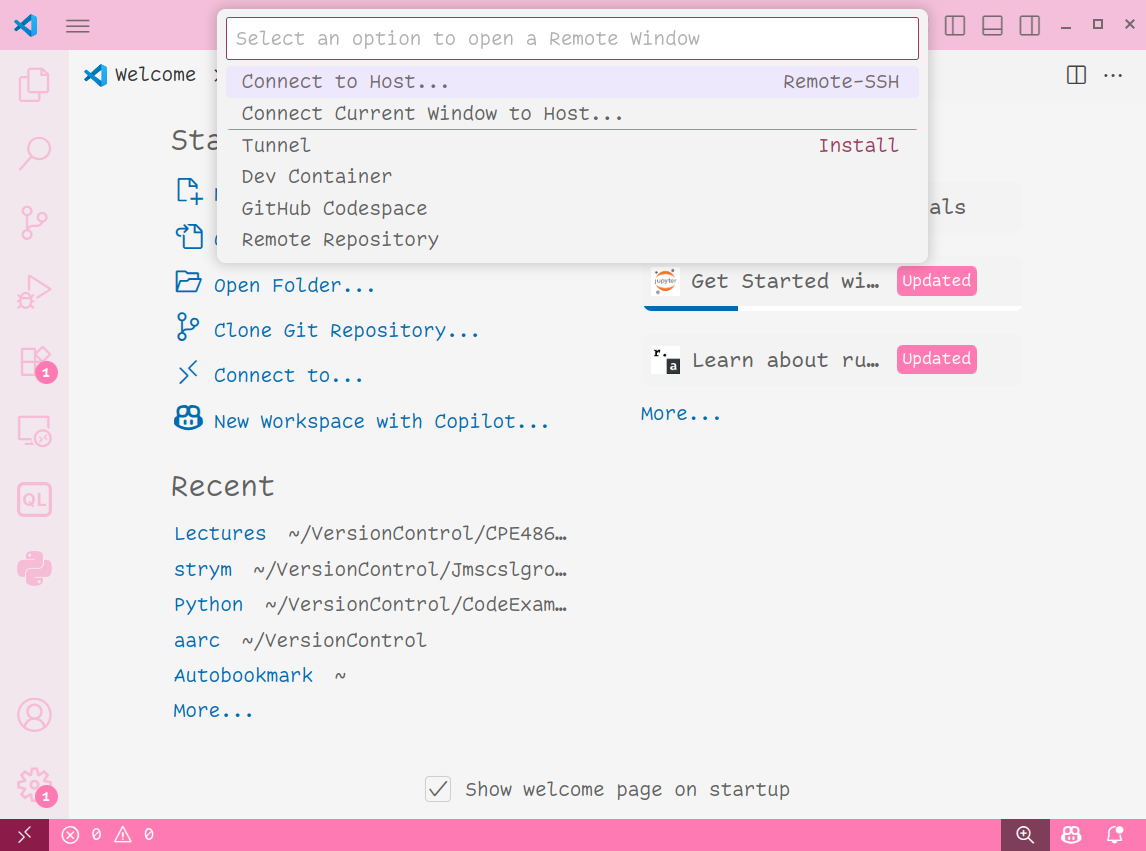 Select an option to open a Remote Window
Connect to Host... Remote-SSH
Connect Current Window to Host...
Tunnel Install
Dev Container
GitHub Codespace
Remote Repository
Welcome
Sta
als
Open Folder...
Clone Git Repository...
Connect to...
New Workspace with Copilot...
jupyter Get Started wi… Updated
r. a Learn about ru… Updated
More...
Recent
Lectures ~/VersionControl/CPE486…
strym ~/VersionControl/Jmscslgro…
Python ~/VersionControl/CodeExam…
aarc ~/VersionControl
Autobookmark ~
More...
Show welcome page on startup
1
QL
1
0 0